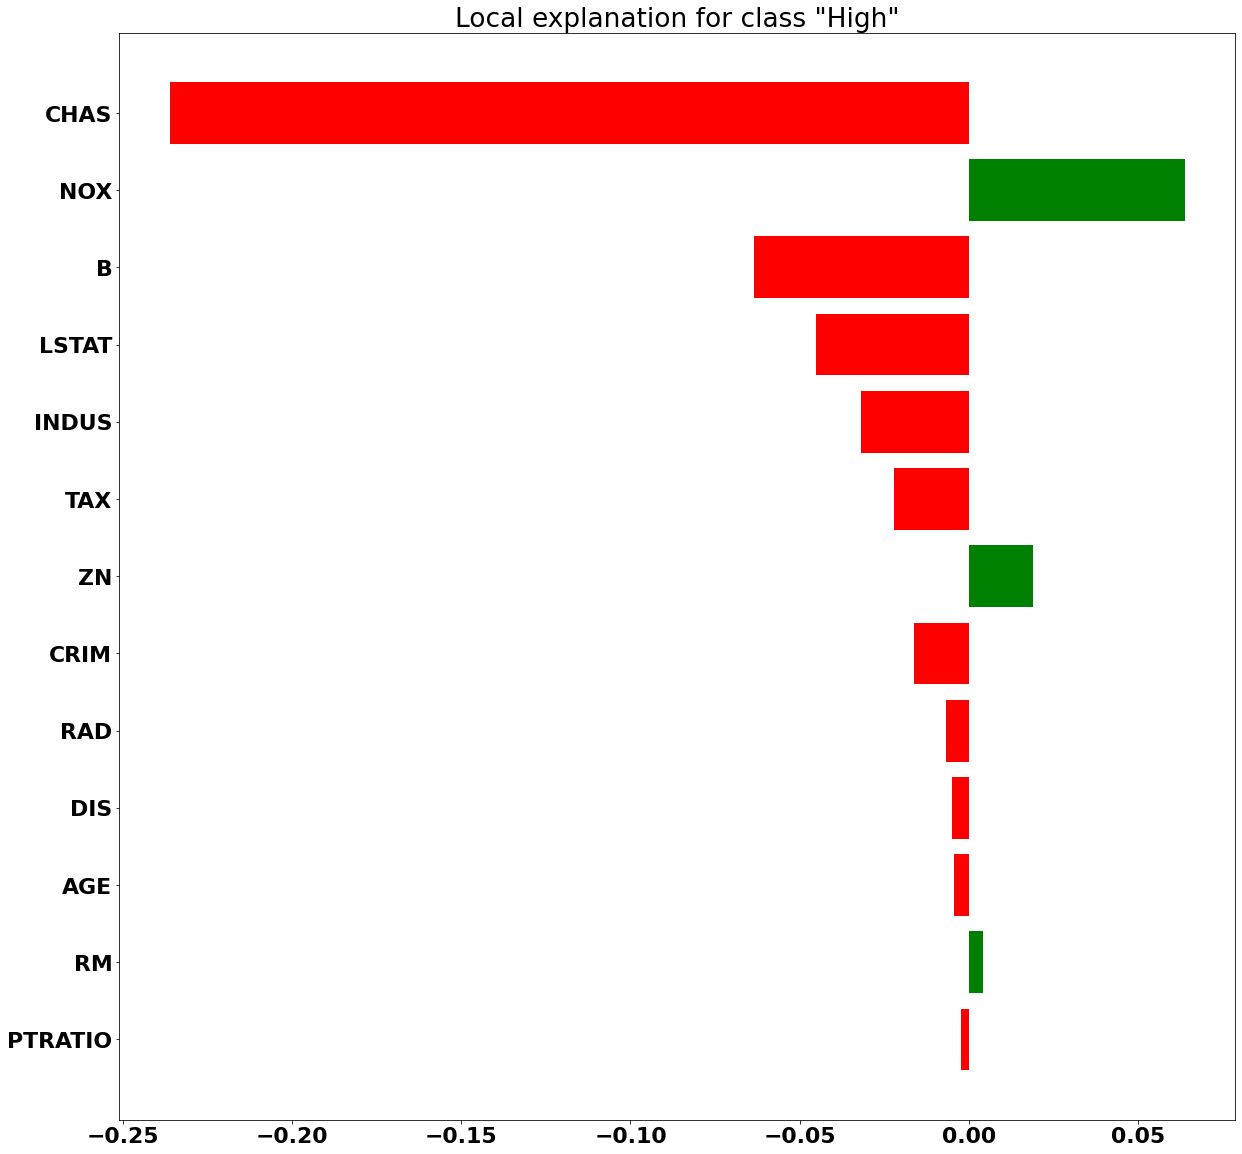 Local explanation for class "High"
CHAS
NOX
B
LSTAT
INDUS
TAX
ZN
CRIM
RAD
DIS
AGE
RM
PTRATIO
−0.25 −0.20 −0.15 −0.10 −0.05 0.00 0.05